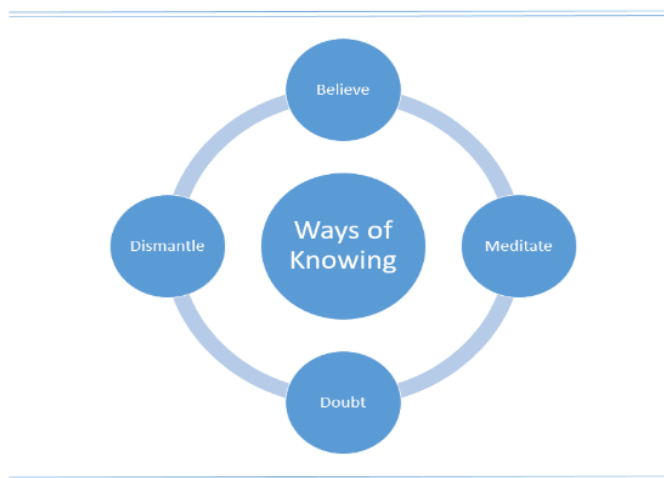 Believe
Dismantle
Ways of
Knowing
Meditate
Doubt